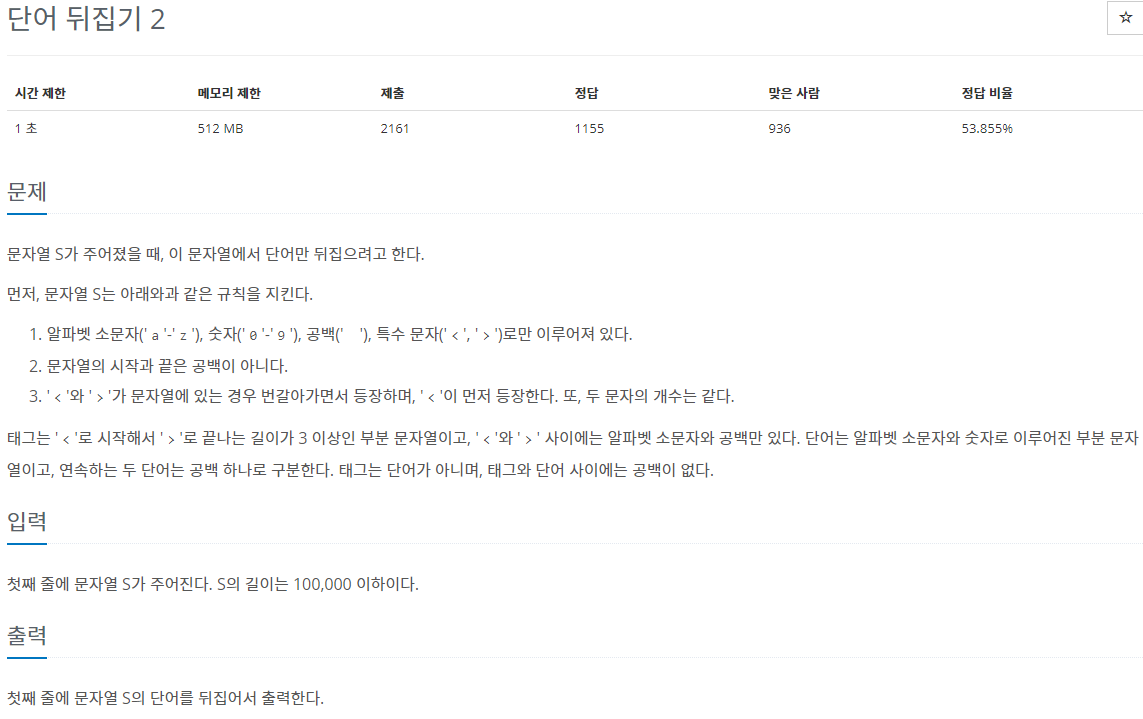 단어 뒤집기 2
☆
시간 제한 메모리 제한 제출 정답 맞은 사람 정답 비율
1 초 512 MB 2161 1155 936 53.855%
문제
문자열 S가 주어졌을 때, 이 문자열에서 단어만 뒤집으려고 한다.
먼저, 문자열 S는 아래와과 같은 규칙을 지킨다.
1. 알파벳 소문자(' a '-' z '), 숫자(' 0 '-' 9 '), 공백('   '), 특수 문자(' < ', ' > ')로만 이루어져 있다.
2. 문자열의 시작과 끝은 공백이 아니다.
3. ' < '와 ' > '가 문자열에 있는 경우 번갈아가면서 등장하며, ' < '이 먼저 등장한다. 또, 두 문자의 개수는 같다.
태그는 ' < '로 시작해서 ' > '로 끝나는 길이가 3 이상인 부분 문자열이고, ' < '와 ' > ' 사이에는 알파벳 소문자와 공백만 있다. 단어는 알파벳 소문자와 숫자로 이루어진 부분 문자
열이고, 연속하는 두 단어는 공백 하나로 구분한다. 태그는 단어가 아니며, 태그와 단어 사이에는 공백이 없다.
입력
첫째 줄에 문자열 S가 주어진다. S의 길이는 100,000 이하이다.
출력
첫째 줄에 문자열 S의 단어를 뒤집어서 출력한다.